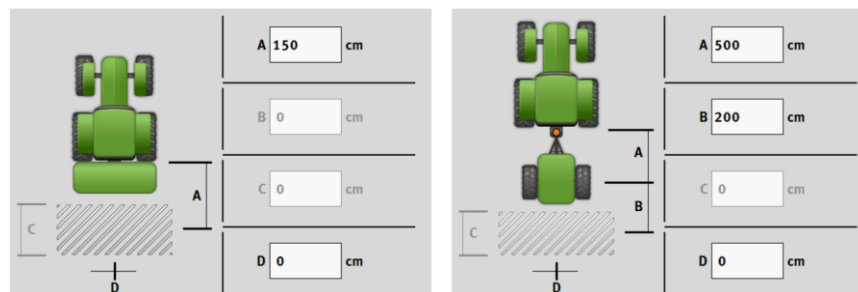 A 150 cm
B 0 cm
C 0 cm
D 0 cm
A
C
D
A 500 cm
B 200 cm
C 0 cm
D 0 cm
A
B
C
D